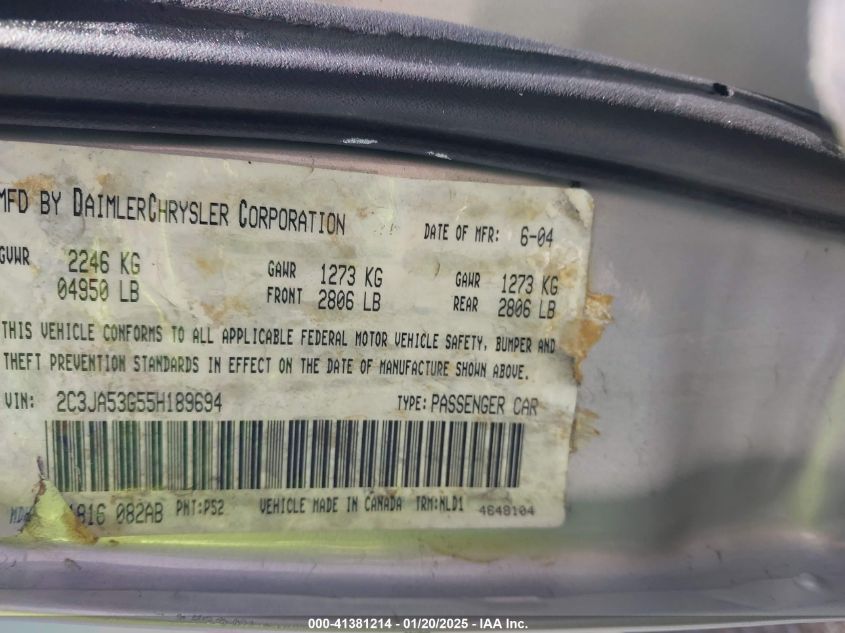 MFD BY DAIMLERCHRYSLER CORPORATION DATE OF MFR: 6-04
GVWR 2246 KG GAWR 1273 KG GAWR 1273 KG
04950 LB FRONT 2806 LB REAR 2806 LB
THIS VEHICLE CONFORMS TO ALL APPLICABLE FEDERAL MOTOR VEHICLE SAFETY, BUMPER AND
THEFT PREVENTION STANDARDS IN EFFECT ON THE DATE OF MANUFACTURE SHOWN ABOVE.
VIN: 2C3JA53G55H189694 TYPE: PASSENGER CAR
082AB PNT:PS2 VEHICLE MADE IN CANADA TRM:NLD1 4648104
000-41381214 - 01/20/2025 - IAA Inc.